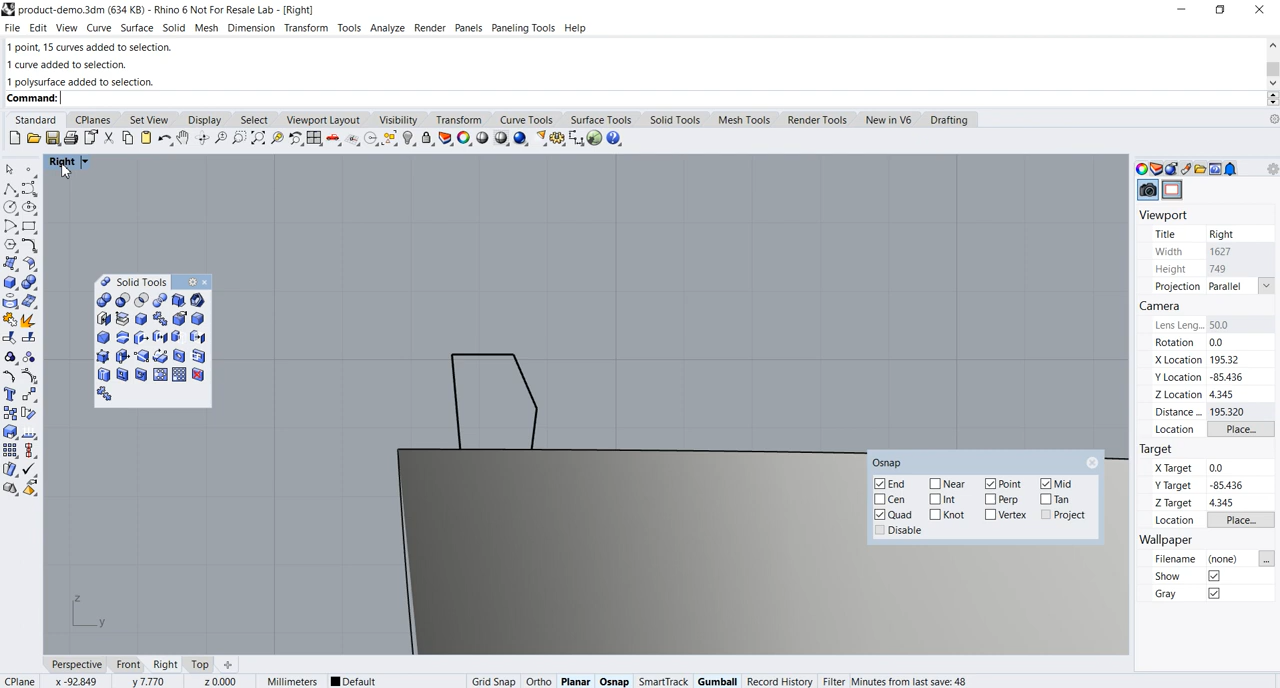 product-demo.3dm (634 KB) - Rhino 6 Not For Resale Lab - [Right]
File Edit View Curve Surface Solid Mesh Dimension Transform Tools Analyze Render Panels Paneling Tools Help
1 point, 15 curves added to selection.
1 curve added to selection.
1 polysurface added to selection.
Command:
Standard CPlanes Set View Display Select Viewport Layout Visibility Transform Curve Tools Surface Tools Solid Tools Mesh Tools Render Tools New in V6 Drafting
Right
Solid Tools
Osnap
End Near Point Mid
Cen Int Perp Tan
Quad Knot Vertex Project
Disable
Viewport
Title Right
Width 1627
Height 749
Projection Parallel
Camera
Lens Leng... 50.0
Rotation 0.0
X Location 195.32
Y Location -85.436
Z Location 4.345
Distance ... 195.320
Location Place...
Target
X Target 0.0
Y Target -85.436
Z Target 4.345
Location Place...
Wallpaper
Filename (none) ...
Show
Gray
z
y
Perspective Front Right Top
CPlane x -92.849 y 7.770 z 0.000 Millimeters Default Grid Snap Ortho Planar Osnap SmartTrack Gumball Record History Filter Minutes from last save: 48